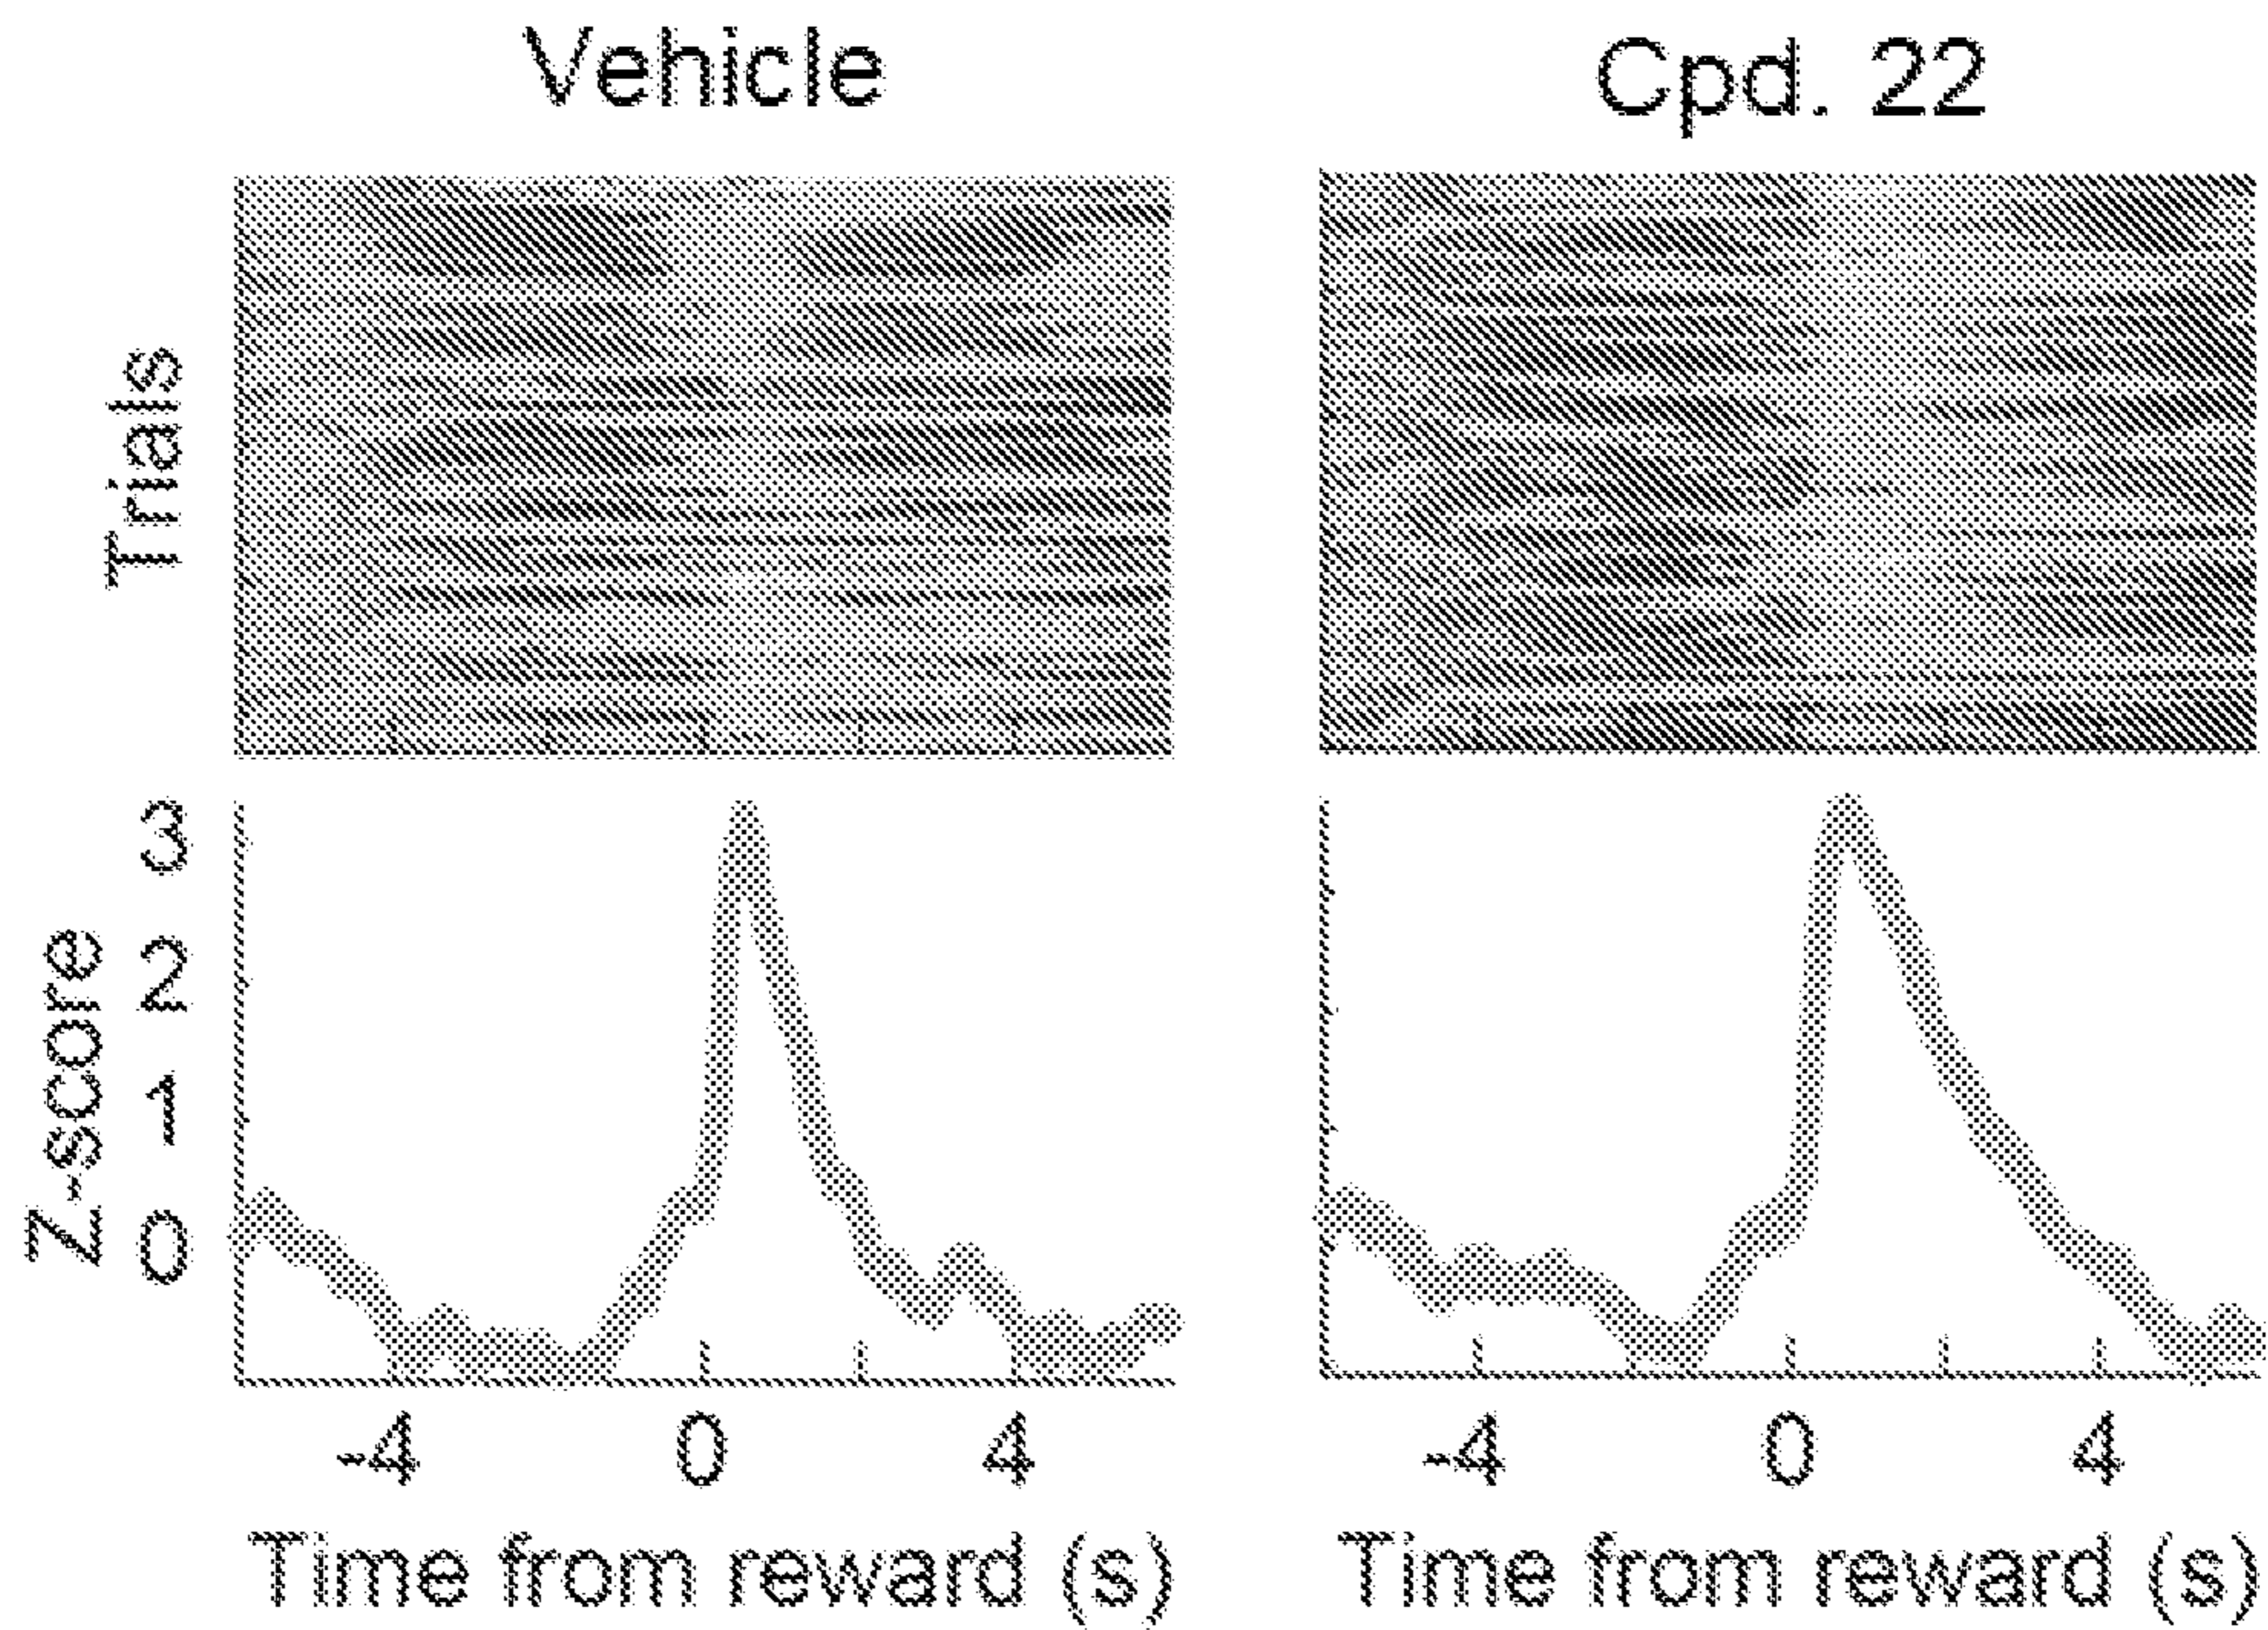 Vehicle
Cpd. 22
Trials
Z-score
3
2
1
0
-4 0 4
-4 0 4
Time from reward (s)
Time from reward (s)